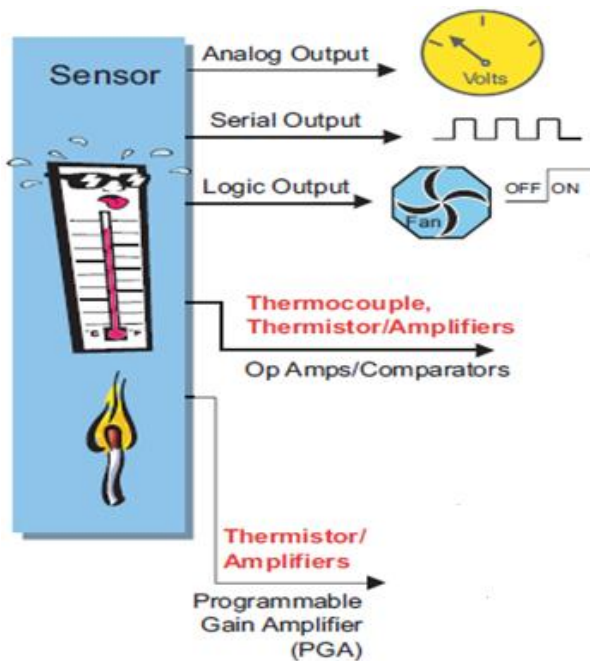 Sensor
Analog Output
Volts
Serial Output
Logic Output
Fan
OFF ON
C F
Thermocouple,
Thermistor/Amplifiers
Op Amps/Comparators
Thermistor/
Amplifiers
Programmable
Gain Amplifier
(PGA)